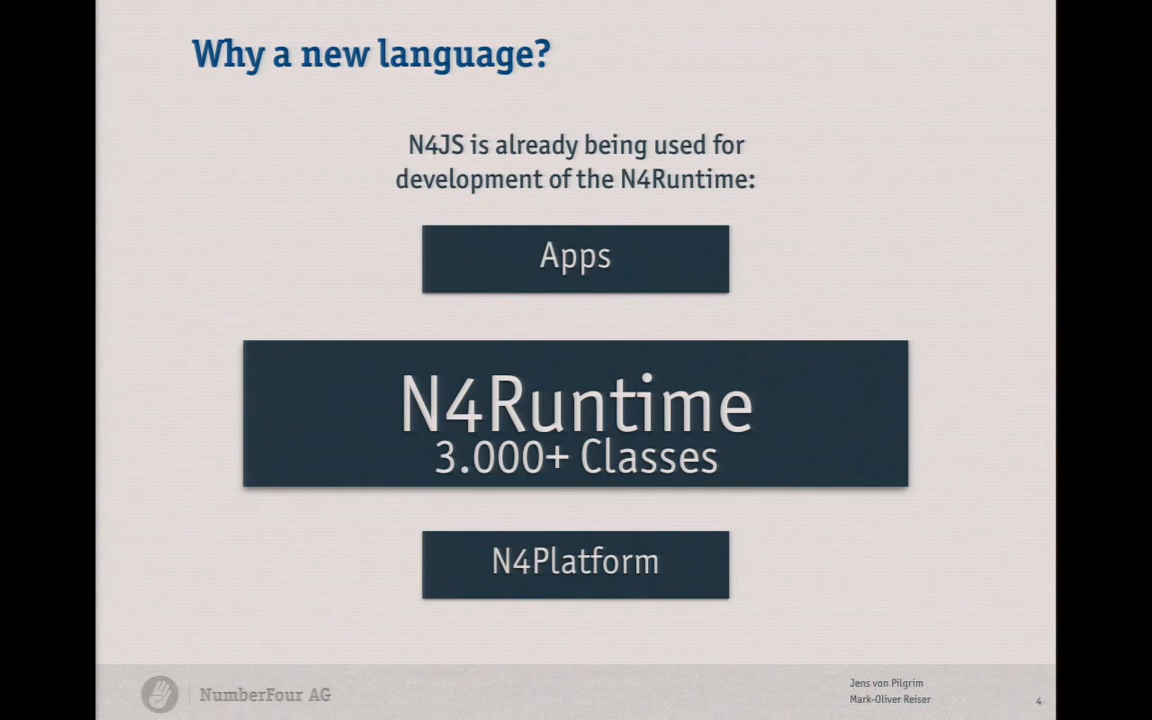 Why a new language?
N4JS is already being used for
development of the N4Runtime:
Apps
N4Runtime
3.000+ Classes
N4Platform
NumberFour AG
Jens von Pilgrim
Mark-Oliver Reiser
4